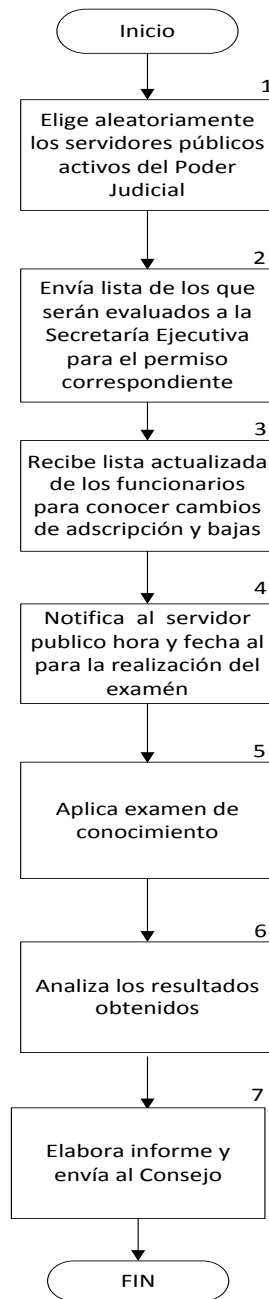 Inicio
1
Elige aleatoriamente
los servidores públicos
activos del Poder
Judicial
2
Envía lista de los que
serán evaluados a la
Secretaría Ejecutiva
para el permiso
correspondiente
3
Recibe lista actualizada
de los funcionarios
para conocer cambios
de adscripción y bajas
4
Notifica al servidor
publico hora y fecha al
para la realización del
examén
5
Aplica examen de
conocimiento
6
Analiza los resultados
obtenidos
7
Elabora informe y
envía al Consejo
FIN